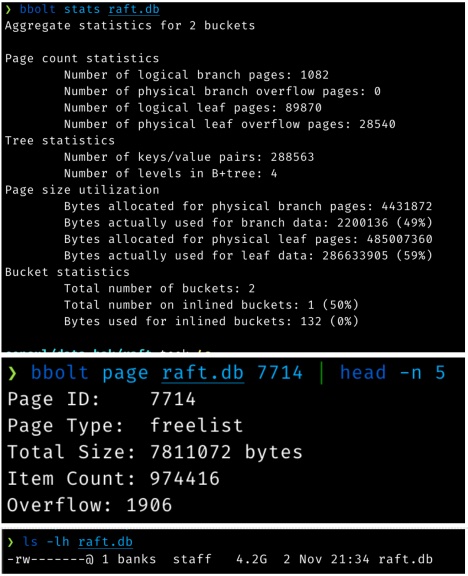 ❯ bbolt stats raft.db
Aggregate statistics for 2 buckets
Page count statistics
Number of logical branch pages: 1082
Number of physical branch overflow pages: 0
Number of logical leaf pages: 89870
Number of physical leaf overflow pages: 28540
Tree statistics
Number of keys/value pairs: 288563
Number of levels in B+tree: 4
Page size utilization
Bytes allocated for physical branch pages: 4431872
Bytes actually used for branch data: 2200136 (49%)
Bytes allocated for physical leaf pages: 485007360
Bytes actually used for leaf data: 286633905 (59%)
Bucket statistics
Total number of buckets: 2
Total number on inlined buckets: 1 (50%)
Bytes used for inlined buckets: 132 (0%)
❯ bbolt page raft.db 7714 | head -n 5
Page ID: 7714
Page Type: freelist
Total Size: 7811072 bytes
Item Count: 974416
Overflow: 1906
❯ ls -lh raft.db
-rw-------@ 1 banks staff 4.2G 2 Nov 21:34 raft.db